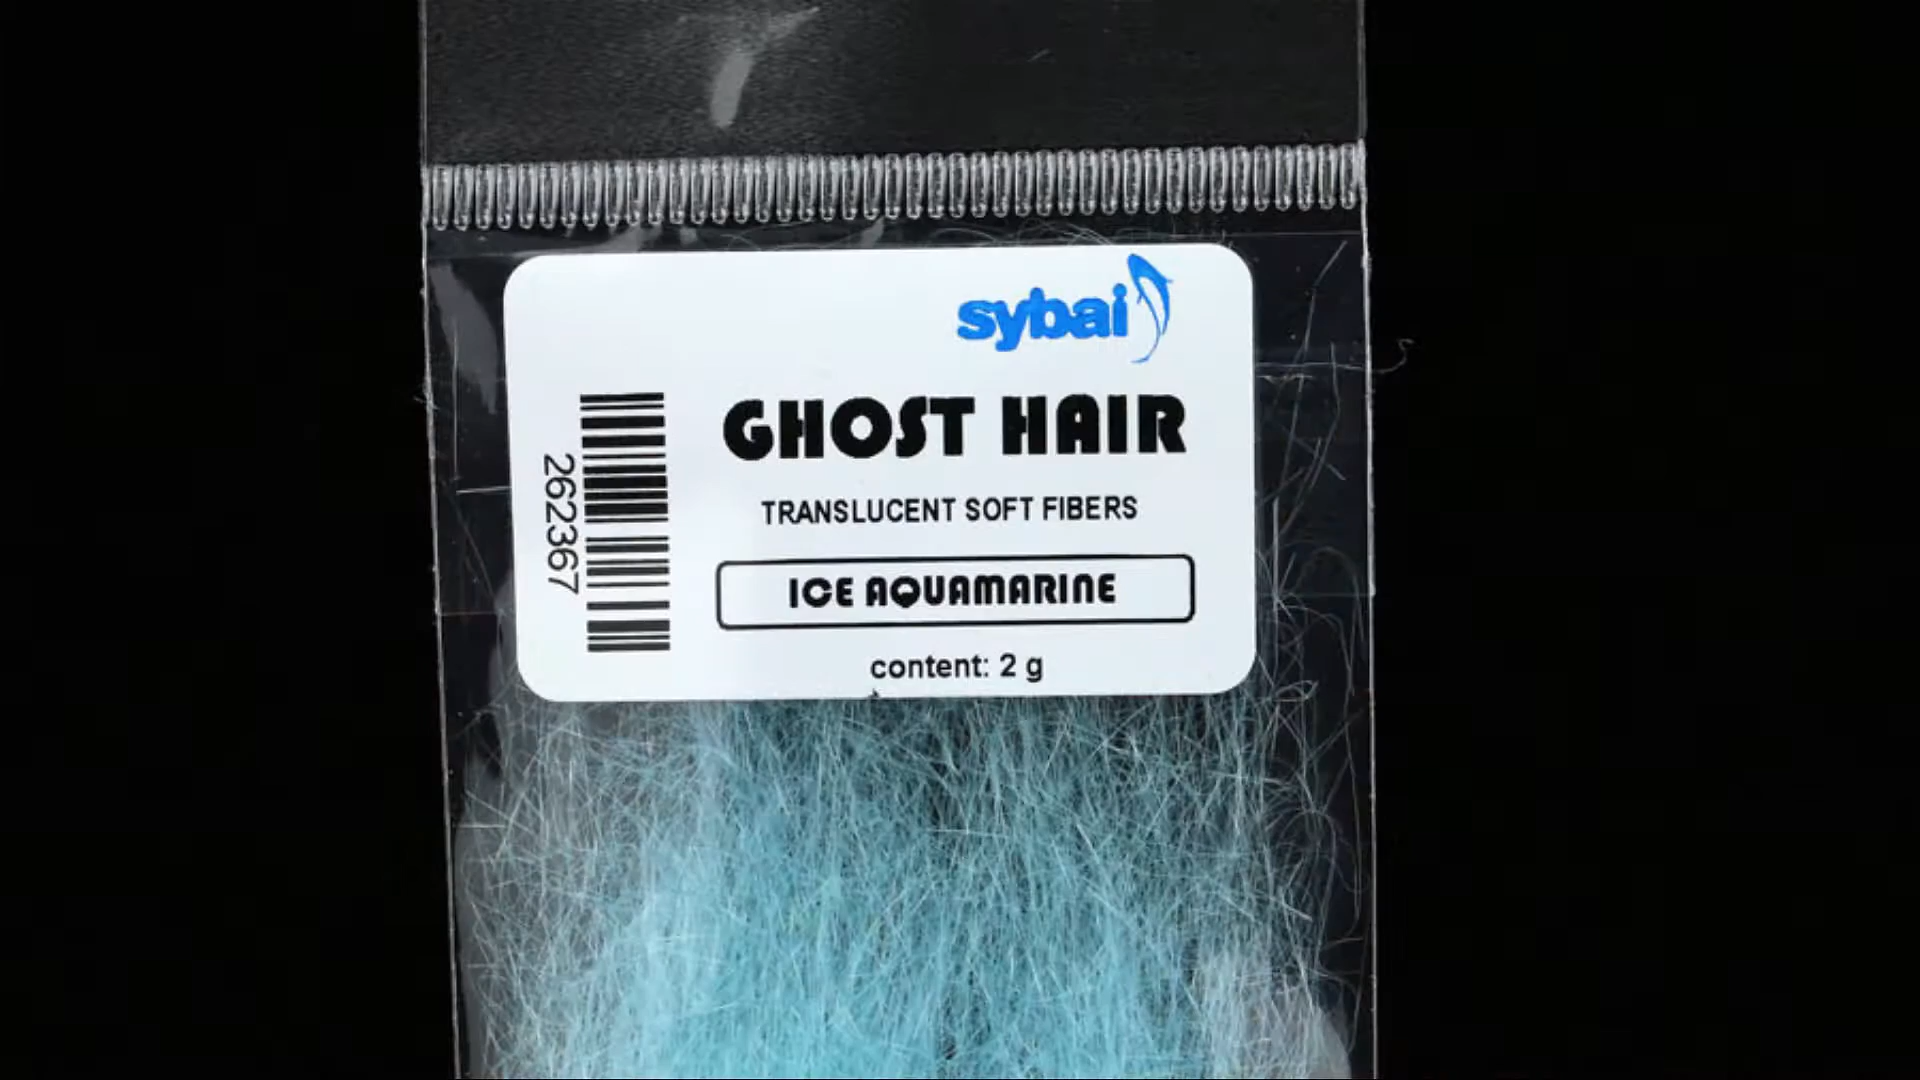 sybai
GHOST HAIR
TRANSLUCENT SOFT FIBERS
ICE AQUAMARINE
content: 2 g
262367